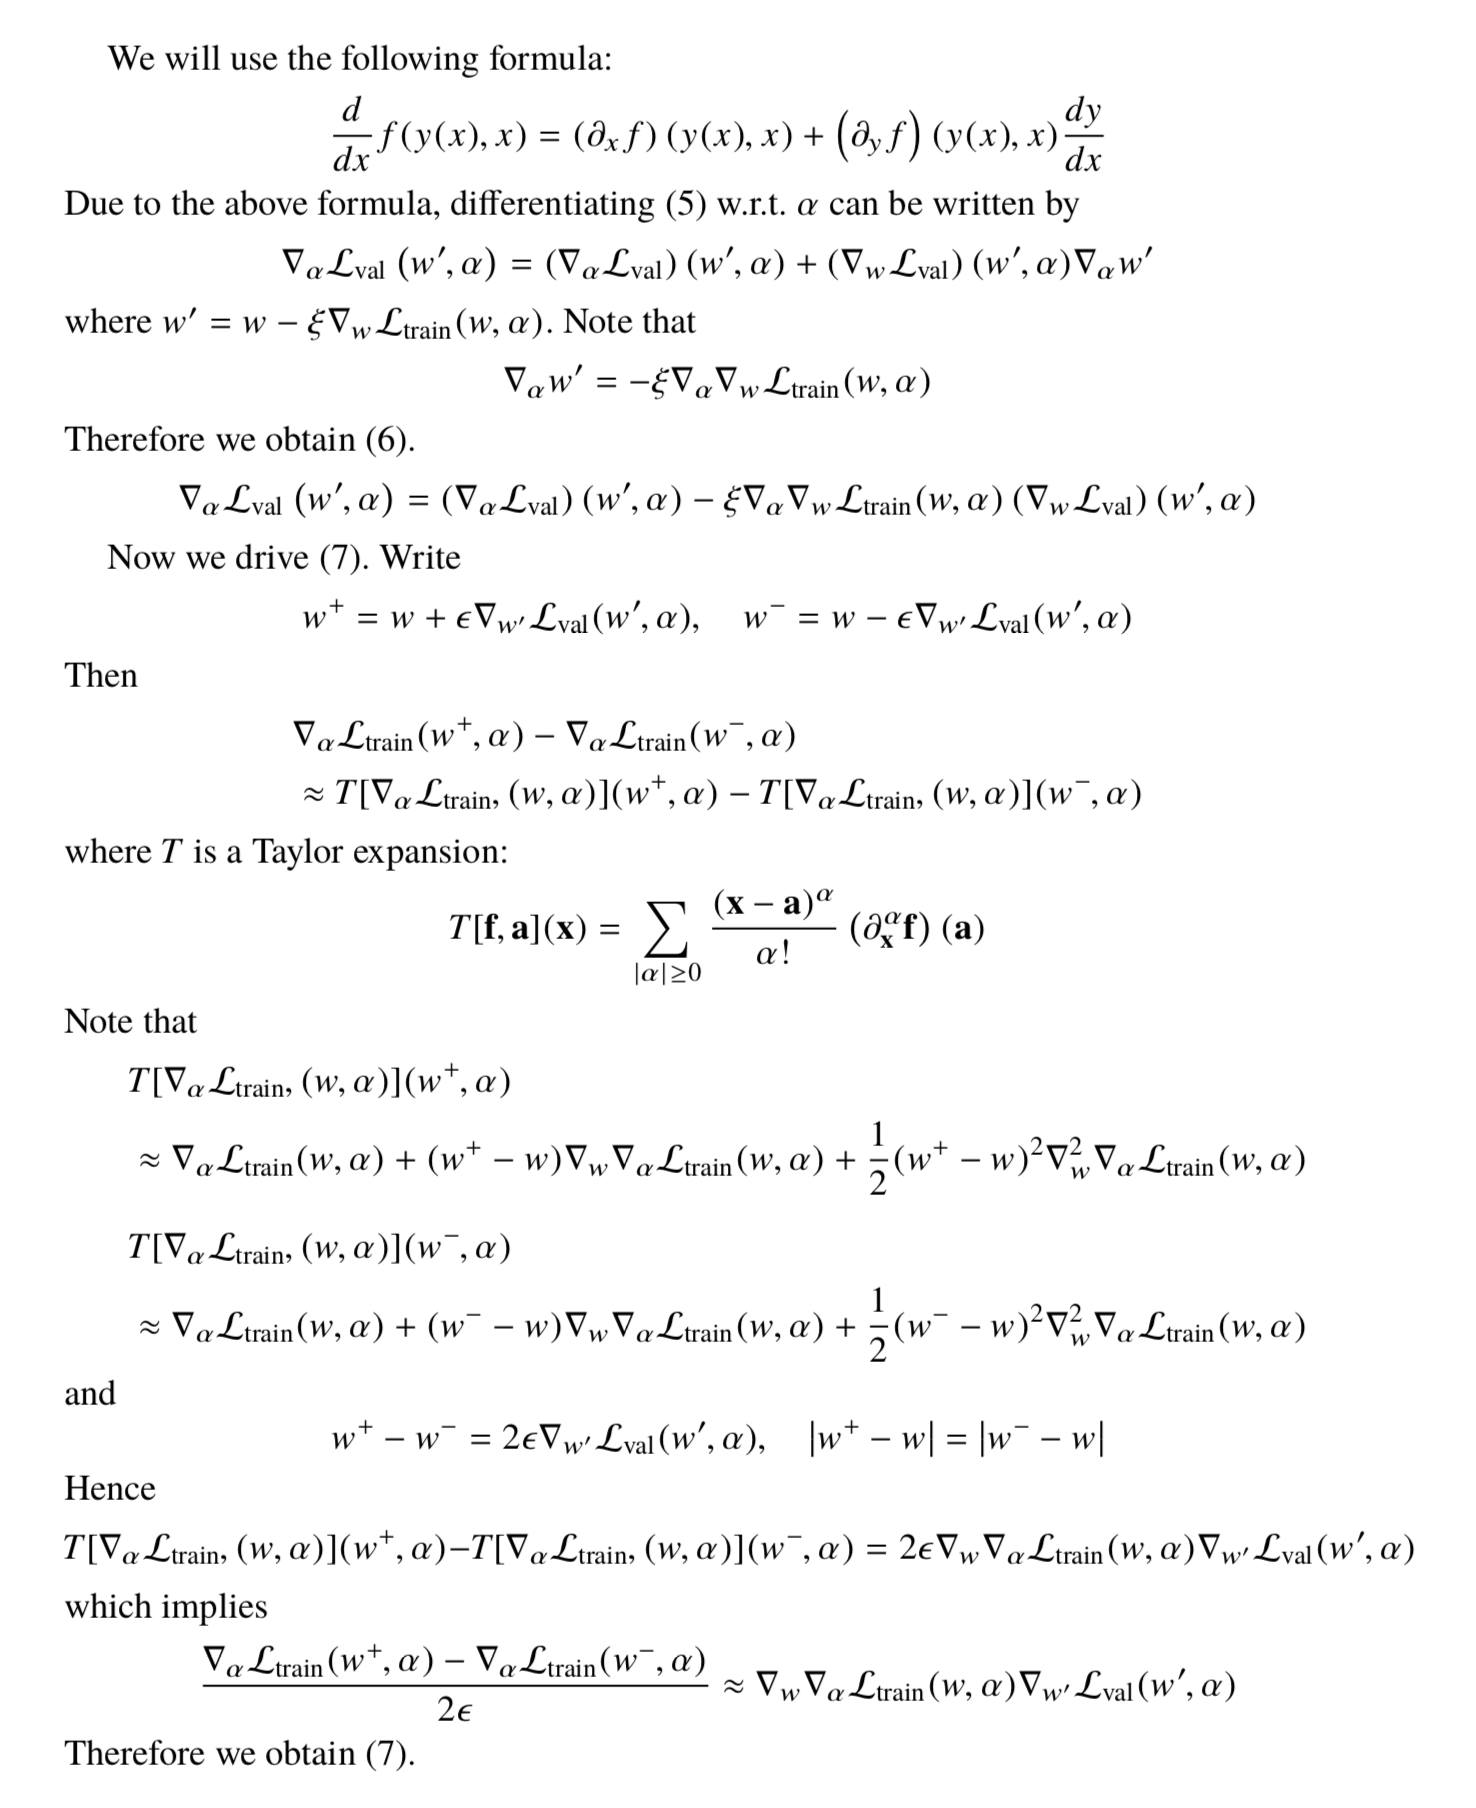 We will use the following formula:
\frac{d}{dx} f(y(x), x) = (\partial_x f)(y(x), x) + \left(\partial_y f\right)(y(x), x) \frac{dy}{dx}
Due to the above formula, differentiating (5) w.r.t. α can be written by
\nabla_\alpha \mathcal{L}_{\text{val}}(w', \alpha) = (\nabla_\alpha \mathcal{L}_{\text{val}})(w', \alpha) + (\nabla_w \mathcal{L}_{\text{val}})(w', \alpha) \nabla_\alpha w'
where w' = w - \xi \nabla_w \mathcal{L}_{\text{train}}(w, \alpha). Note that
\nabla_\alpha w' = -\xi \nabla_\alpha \nabla_w \mathcal{L}_{\text{train}}(w, \alpha)
Therefore we obtain (6).
\nabla_\alpha \mathcal{L}_{\text{val}}(w', \alpha) = (\nabla_\alpha \mathcal{L}_{\text{val}})(w', \alpha) - \xi \nabla_\alpha \nabla_w \mathcal{L}_{\text{train}}(w, \alpha)(\nabla_w \mathcal{L}_{\text{val}})(w', \alpha)
Now we drive (7). Write
w^+ = w + \epsilon \nabla_{w'} \mathcal{L}_{\text{val}}(w', \alpha), \quad w^- = w - \epsilon \nabla_{w'} \mathcal{L}_{\text{val}}(w', \alpha)
Then
\nabla_\alpha \mathcal{L}_{\text{train}}(w^+, \alpha) - \nabla_\alpha \mathcal{L}_{\text{train}}(w^-, \alpha)
\approx T[\nabla_\alpha \mathcal{L}_{\text{train}}, (w, \alpha)](w^+, \alpha) - T[\nabla_\alpha \mathcal{L}_{\text{train}}, (w, \alpha)](w^-, \alpha)
where T is a Taylor expansion:
T[\mathbf{f}, \mathbf{a}](\mathbf{x}) = \sum_{|\alpha| \geq 0} \frac{(\mathbf{x} - \mathbf{a})^\alpha}{\alpha!} (\partial_{\mathbf{x}}^\alpha \mathbf{f})(\mathbf{a})
Note that
T[\nabla_\alpha \mathcal{L}_{\text{train}}, (w, \alpha)](w^+, \alpha)
\approx \nabla_\alpha \mathcal{L}_{\text{train}}(w, \alpha) + (w^+ - w) \nabla_w \nabla_\alpha \mathcal{L}_{\text{train}}(w, \alpha) + \frac{1}{2}(w^+ - w)^2 \nabla_w^2 \nabla_\alpha \mathcal{L}_{\text{train}}(w, \alpha)
T[\nabla_\alpha \mathcal{L}_{\text{train}}, (w, \alpha)](w^-, \alpha)
\approx \nabla_\alpha \mathcal{L}_{\text{train}}(w, \alpha) + (w^- - w) \nabla_w \nabla_\alpha \mathcal{L}_{\text{train}}(w, \alpha) + \frac{1}{2}(w^- - w)^2 \nabla_w^2 \nabla_\alpha \mathcal{L}_{\text{train}}(w, \alpha)
and
w^+ - w^- = 2\epsilon \nabla_{w'} \mathcal{L}_{\text{val}}(w', \alpha), \quad |w^+ - w| = |w^- - w|
Hence
T[\nabla_\alpha \mathcal{L}_{\text{train}}, (w, \alpha)](w^+, \alpha) - T[\nabla_\alpha \mathcal{L}_{\text{train}}, (w, \alpha)](w^-, \alpha) = 2\epsilon \nabla_w \nabla_\alpha \mathcal{L}_{\text{train}}(w, \alpha) \nabla_{w'} \mathcal{L}_{\text{val}}(w', \alpha)
which implies
\frac{\nabla_\alpha \mathcal{L}_{\text{train}}(w^+, \alpha) - \nabla_\alpha \mathcal{L}_{\text{train}}(w^-, \alpha)}{2\epsilon} \approx \nabla_w \nabla_\alpha \mathcal{L}_{\text{train}}(w, \alpha) \nabla_{w'} \mathcal{L}_{\text{val}}(w', \alpha)
Therefore we obtain (7).